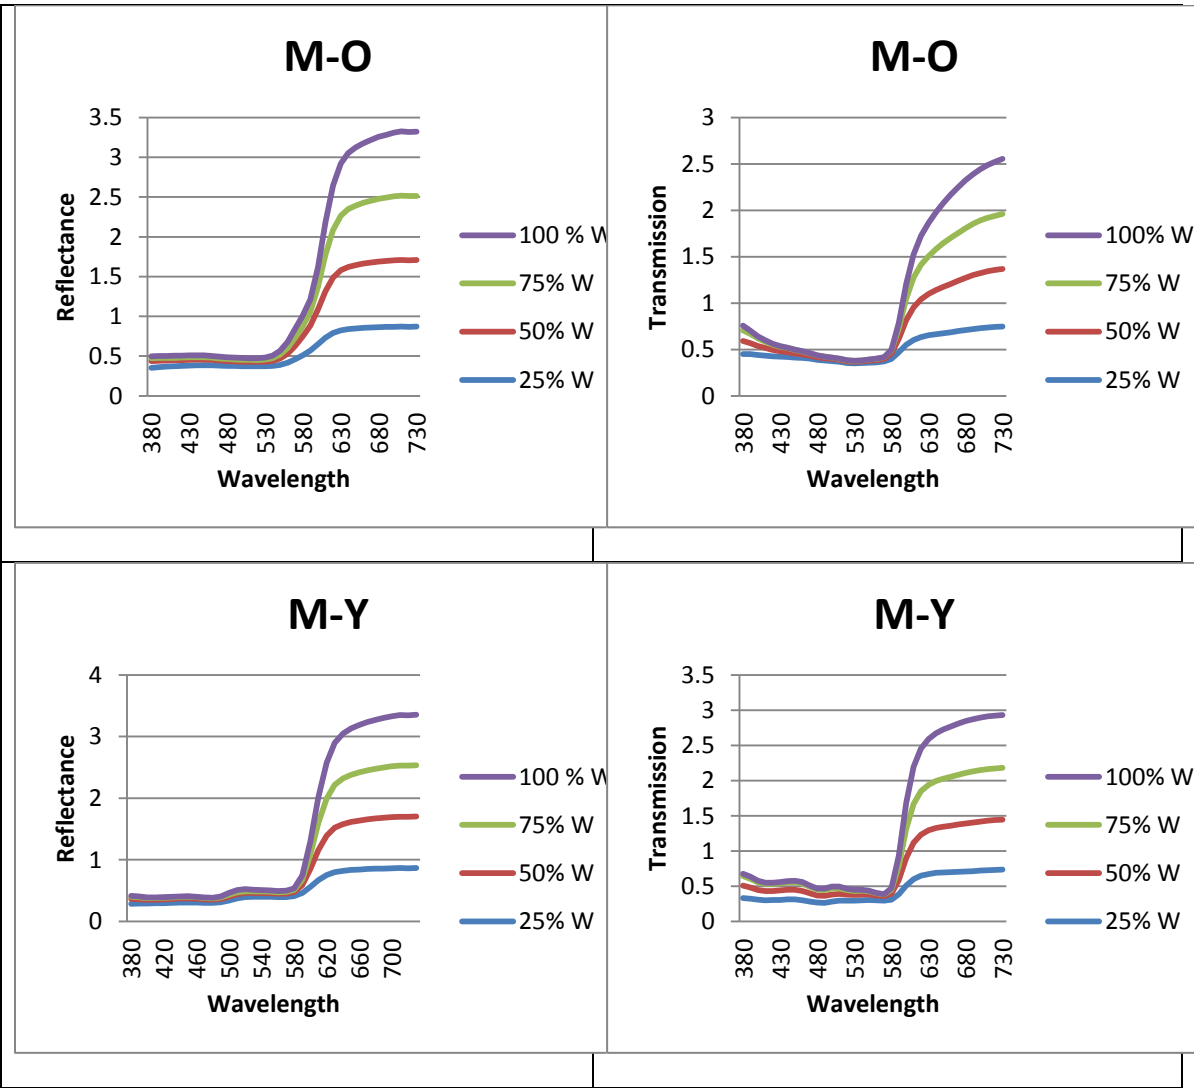 M-O
Reflectance
3.5
3
2.5
2
1.5
1
0.5
0
380
430
480
530
580
630
680
730
Wavelength
100 % W
75% W
50% W
25% W
M-O
Transmission
3
2.5
2
1.5
1
0.5
0
380
430
480
530
580
630
680
730
Wavelength
100% W
75% W
50% W
25% W
M-Y
Reflectance
4
3
2
1
0
380
420
460
500
540
580
620
660
700
Wavelength
100 % W
75% W
50% W
25% W
M-Y
Transmission
3.5
3
2.5
2
1.5
1
0.5
0
380
430
480
530
580
630
680
730
Wavelength
100% W
75% W
50% W
25% W